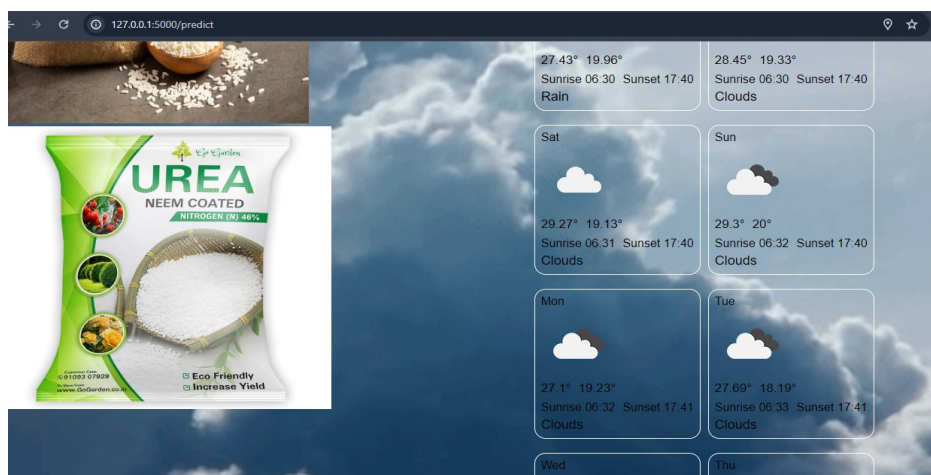 127.0.0.1:5000/predict
Go Garden
UREA
NEEM COATED
NITROGEN (N) 46%
Customer Care
91093 07829
www.GoGarden.co.in
Eco Friendly
Increase Yield
27.43° 19.96°
Sunrise 06:30 Sunset 17:40
Rain
28.45° 19.33°
Sunrise 06:30 Sunset 17:40
Clouds
Sat
29.27° 19.13°
Sunrise 06:31 Sunset 17:40
Clouds
Sun
29.3° 20°
Sunrise 06:32 Sunset 17:40
Clouds
Mon
27.1° 19.23°
Sunrise 06:32 Sunset 17:41
Clouds
Tue
27.69° 18.19°
Sunrise 06:33 Sunset 17:41
Clouds
Wed
Thu